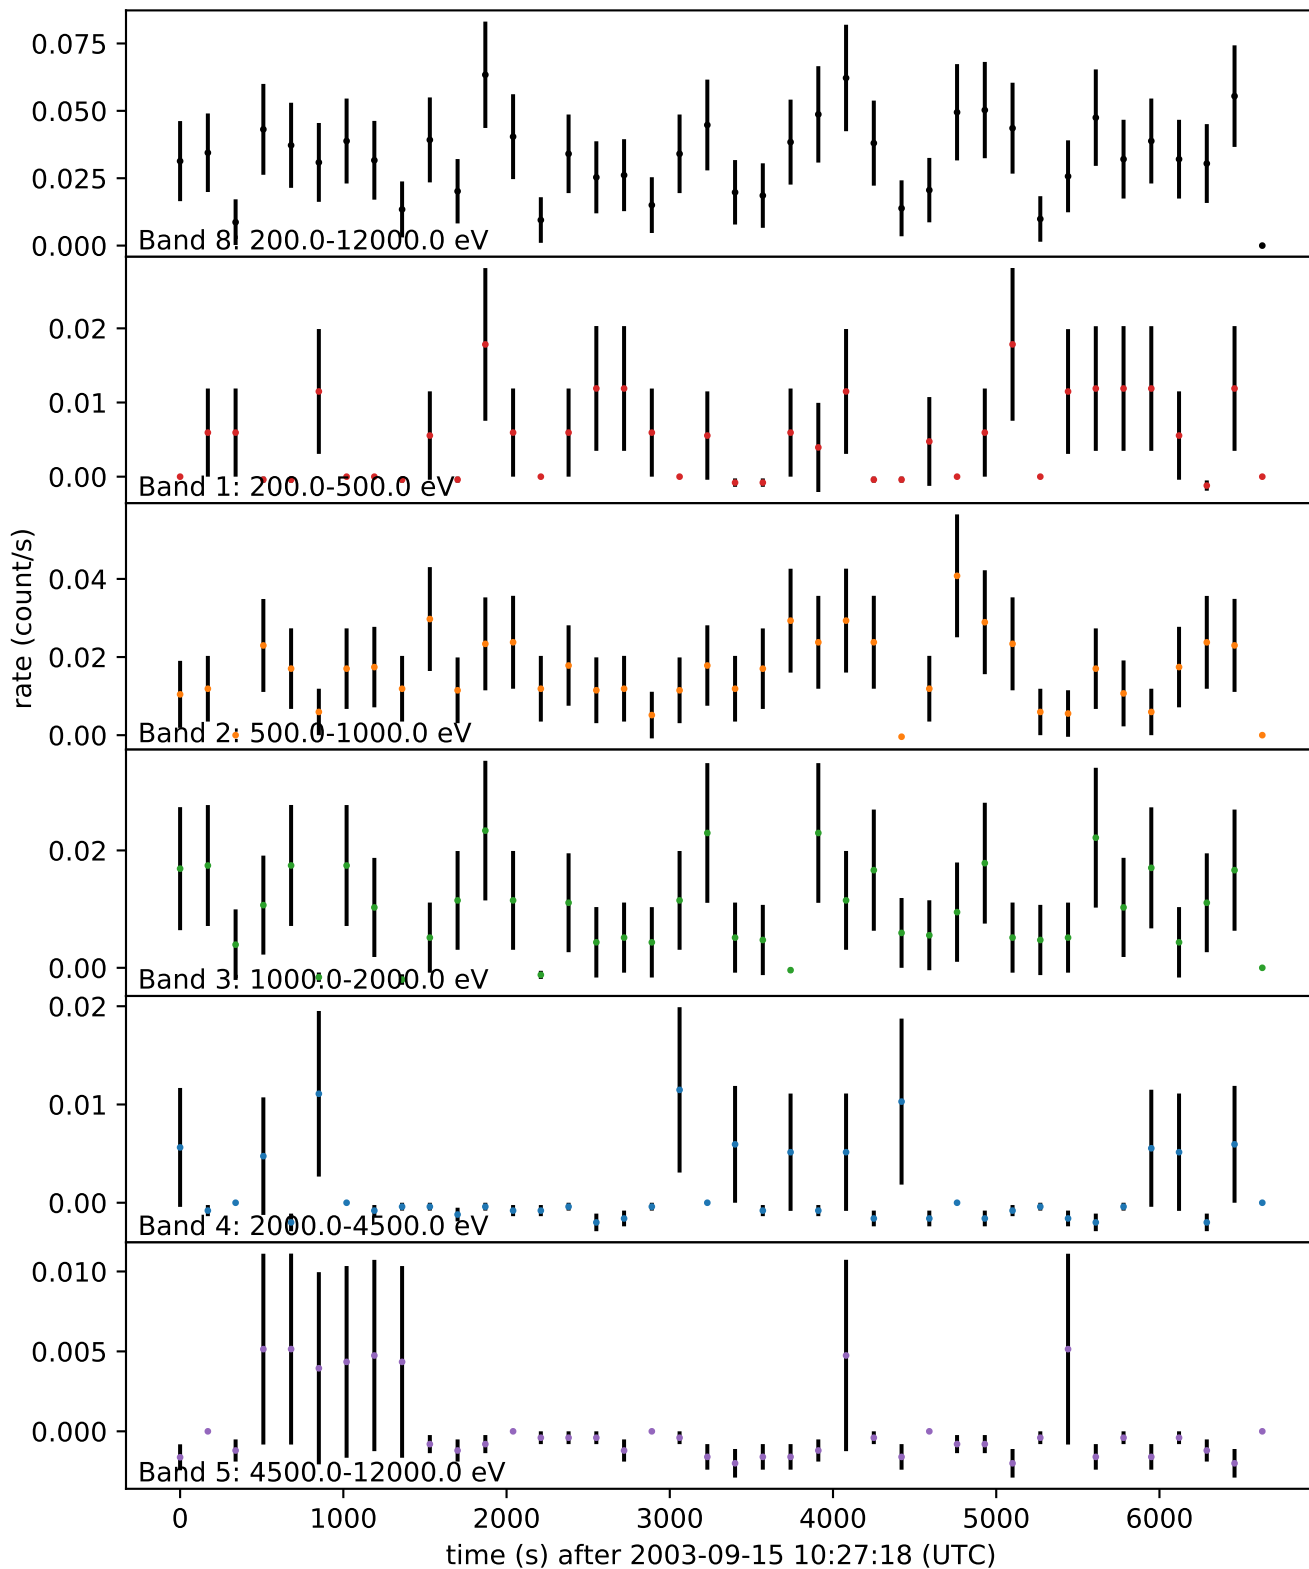 0.075
0.050
0.025
0.000
Band 8: 200.0-12000.0 eV
0.02
0.01
0.00
Band 1: 200.0-500.0 eV
0.04
0.02
0.00
Band 2: 500.0-1000.0 eV
rate (count/s)
0.02
0.00
Band 3: 1000.0-2000.0 eV
0.02
0.01
0.00
Band 4: 2000.0-4500.0 eV
0.010
0.005
0.000
Band 5: 4500.0-12000.0 eV
0 1000 2000 3000 4000 5000 6000
time (s) after 2003-09-15 10:27:18 (UTC)